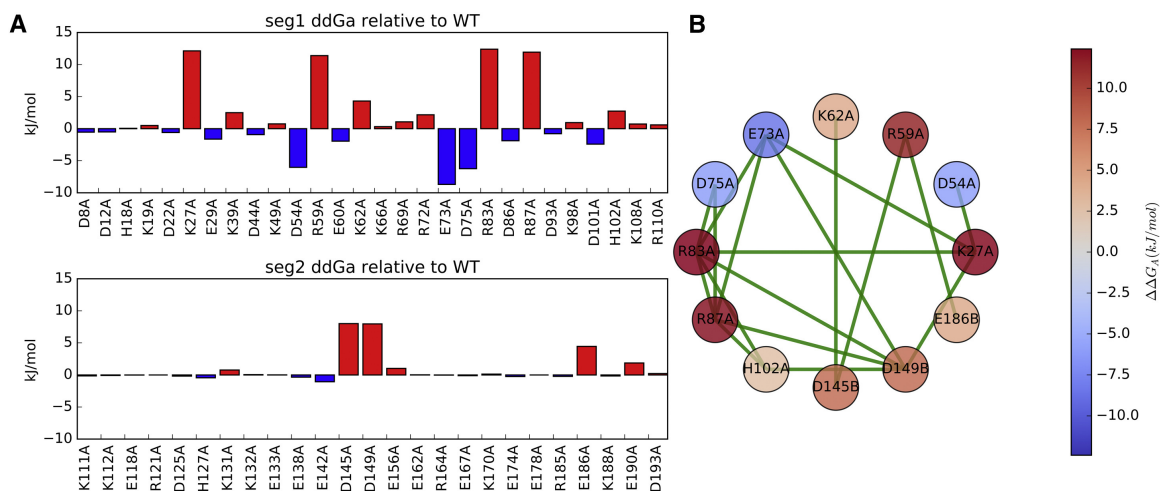 A
seg1 ddGa relative to WT
kJ/mol
15
10
5
0
−5
−10
D8A
D12A
H18A
K19A
D22A
K27A
E29A
K39A
D44A
K49A
D54A
R59A
E60A
K62A
K66A
R69A
R72A
E73A
D75A
R83A
D86A
R87A
D93A
K98A
D101A
H102A
K108A
R110A
seg2 ddGa relative to WT
kJ/mol
15
10
5
0
−5
−10
K111A
K112A
E118A
R121A
D125A
H127A
K131A
K132A
E133A
E138A
E142A
D145A
D149A
E156A
E162A
R164A
E167A
K170A
E174A
E178A
R185A
E186A
K188A
E190A
D193A
B
K62A
E73A
R59A
D75A
D54A
R83A
K27A
R87A
E186B
H102A
D149B
D145B
10.0
7.5
5.0
2.5
0.0
−2.5
−5.0
−7.5
−10.0
ΔΔG_A(kJ/mol)